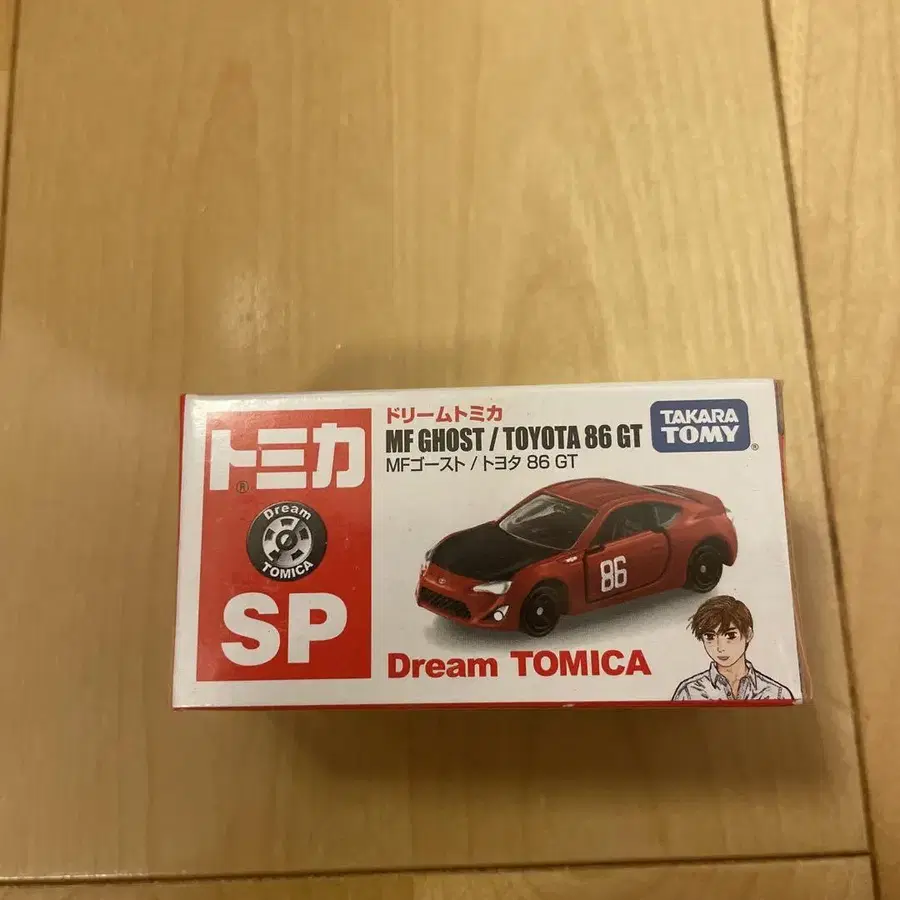 トミカ
®
Dream
TOMICA
SP
ドリームトミカ
MF GHOST / TOYOTA 86 GT
MFゴースト / トヨタ 86 GT
TAKARA
TOMY
®
86
Dream TOMICA